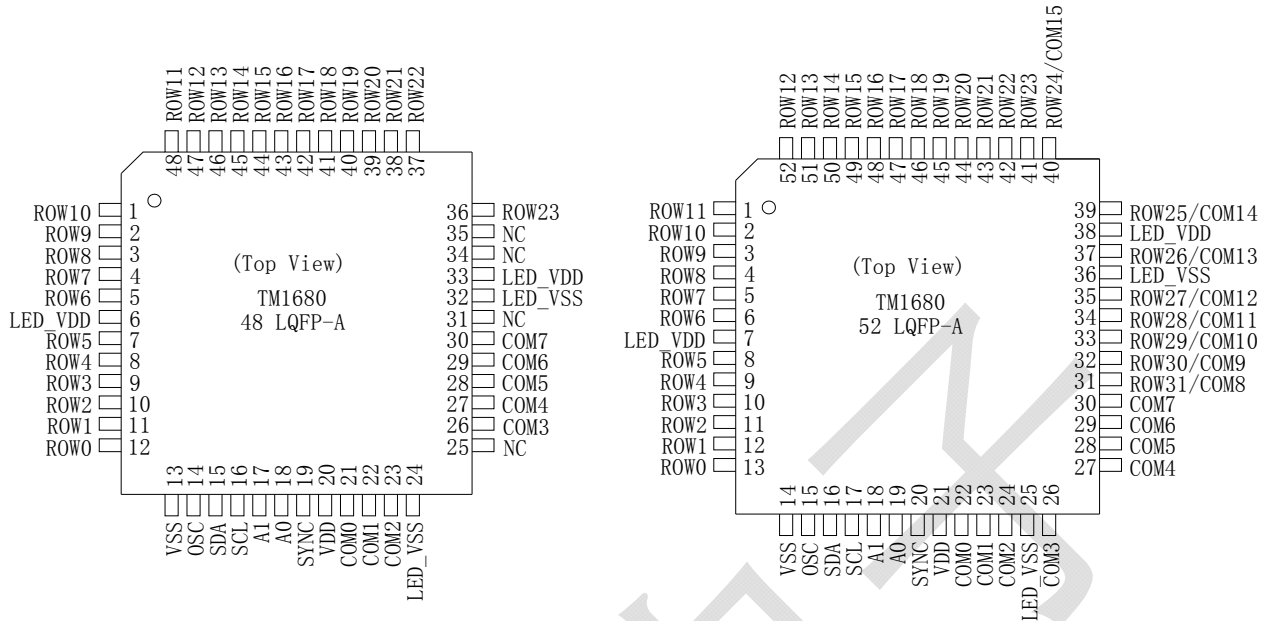 ROW11
ROW12
ROW13
ROW14
ROW15
ROW16
ROW17
ROW18
ROW19
ROW20
ROW21
ROW22
48
47
46
45
44
43
42
41
40
39
38
37
ROW10 1
ROW9 2
ROW8 3
ROW7 4
ROW6 5
LED_VDD 6
ROW5 7
ROW4 8
ROW3 9
ROW2 10
ROW1 11
ROW0 12
(Top View)
TM1680
48 LQFP-A
36 ROW23
35 NC
34 NC
33 LED_VDD
32 LED_VSS
31 NC
30 COM7
29 COM6
28 COM5
27 COM4
26 COM3
25 NC
13
14
15
16
17
18
19
20
21
22
23
24
VSS
OSC
SDA
SCL
A1
A0
SYNC
VDD
COM0
COM1
COM2
LED_VSS
ROW12
ROW13
ROW14
ROW15
ROW16
ROW17
ROW18
ROW19
ROW20
ROW21
ROW22
ROW23
ROW24/COM15
52
51
50
49
48
47
46
45
44
43
42
41
40
ROW11 1
ROW10 2
ROW9 3
ROW8 4
ROW7 5
ROW6 6
LED_VDD 7
ROW5 8
ROW4 9
ROW3 10
ROW2 11
ROW1 12
ROW0 13
(Top View)
TM1680
52 LQFP-A
39 ROW25/COM14
38 LED_VDD
37 ROW26/COM13
36 LED_VSS
35 ROW27/COM12
34 ROW28/COM11
33 ROW29/COM10
32 ROW30/COM9
31 ROW31/COM8
30 COM7
29 COM6
28 COM5
27 COM4
14
15
16
17
18
19
20
21
22
23
24
25
26
VSS
OSC
SDA
SCL
A1
A0
SYNC
VDD
COM0
COM1
COM2
LED_VSS
COM3